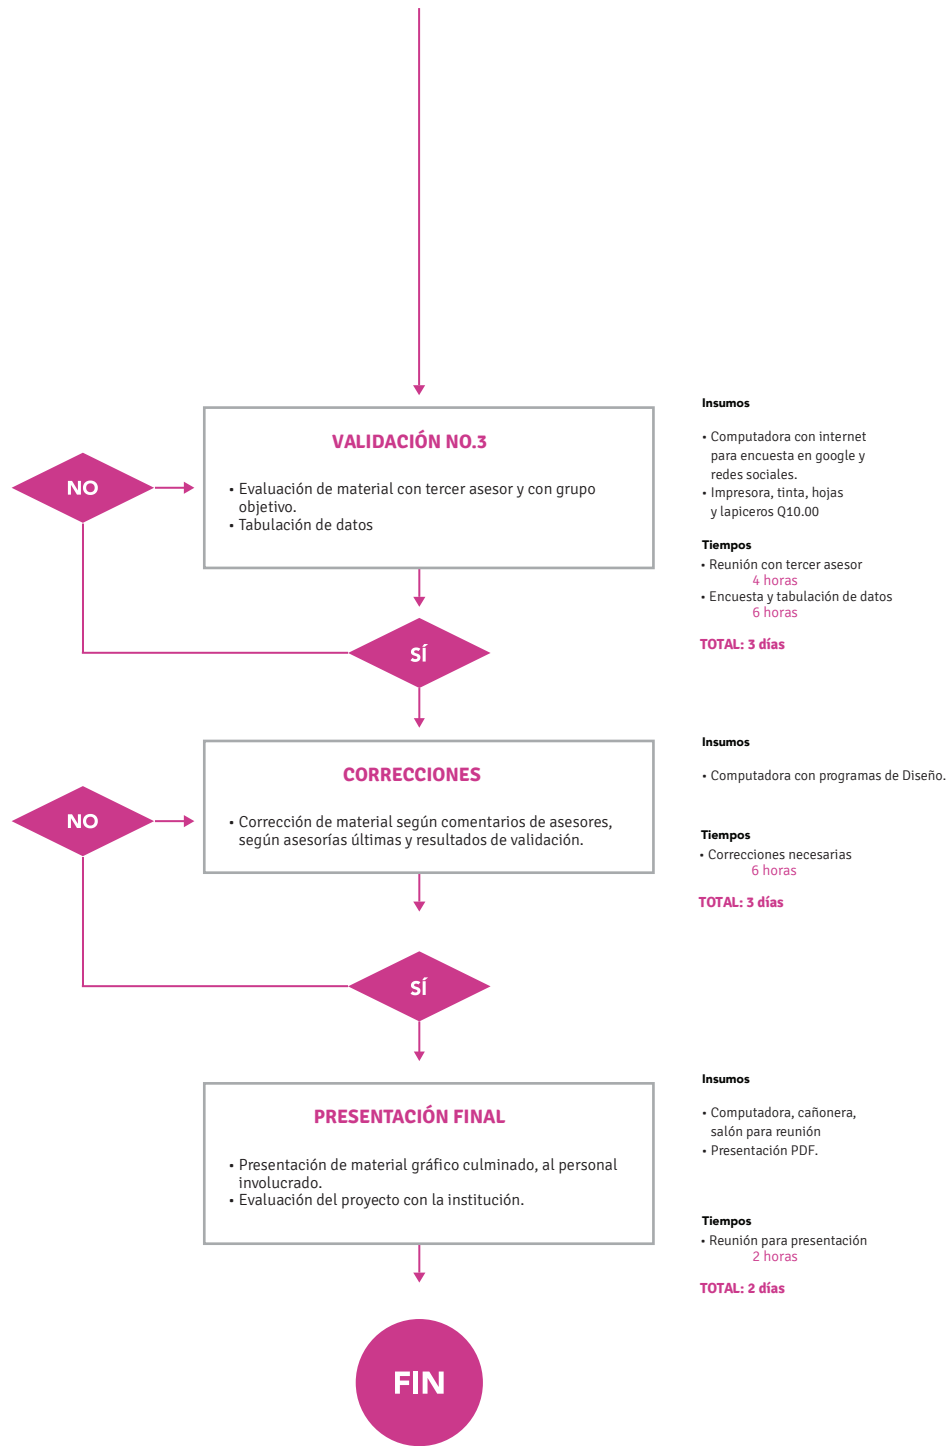 VALIDACIÓN NO.3
NO
• Evaluación de material con tercer asesor y con grupo
objetivo.
• Tabulación de datos
SÍ
Insumos
• Computadora con internet
para encuesta en google y
redes sociales.
• Impresora, tinta, hojas
y lapiceros Q10.00
Tiempos
• Reunión con tercer asesor
4 horas
• Encuesta y tabulación de datos
6 horas
TOTAL: 3 días
CORRECCIONES
NO
• Corrección de material según comentarios de asesores,
según asesorías últimas y resultados de validación.
SÍ
Insumos
• Computadora con programas de Diseño.
Tiempos
• Correcciones necesarias
6 horas
TOTAL: 3 días
PRESENTACIÓN FINAL
• Presentación de material gráfico culminado, al personal
involucrado.
• Evaluación del proyecto con la institución.
Insumos
• Computadora, cañonera,
salón para reunión
• Presentación PDF.
Tiempos
• Reunión para presentación
2 horas
TOTAL: 2 días
FIN